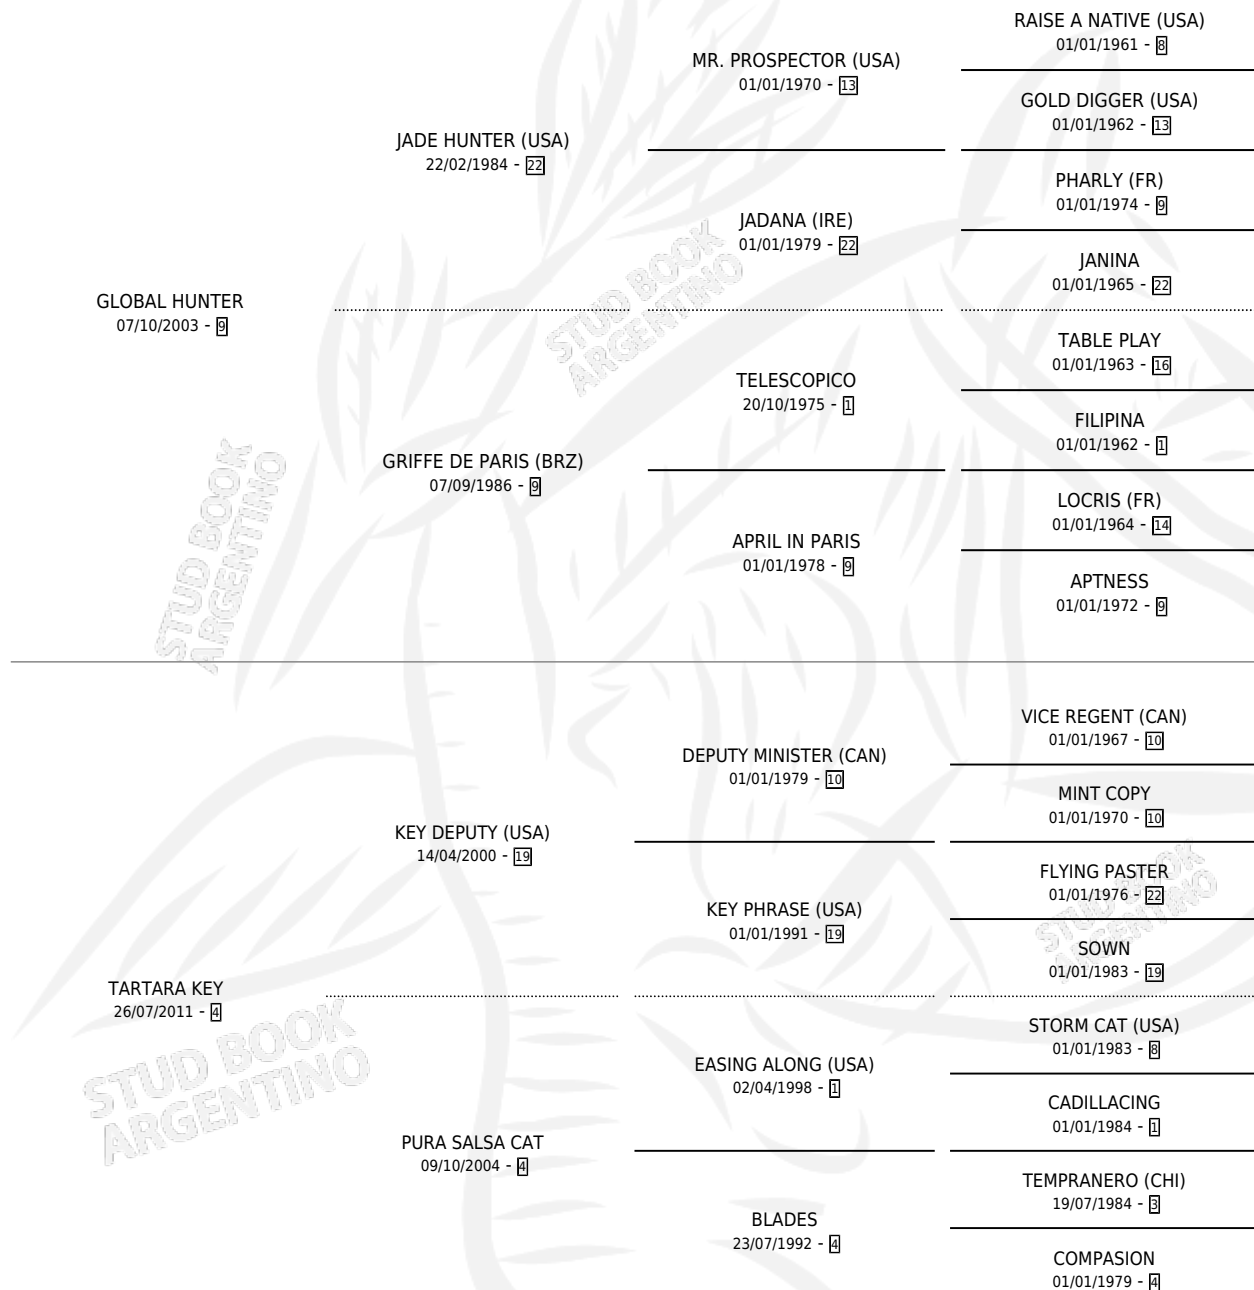 RAISE A NATIVE (USA)
01/01/1961 - 8
MR. PROSPECTOR (USA)
01/01/1970 - 13
GOLD DIGGER (USA)
01/01/1962 - 13
JADE HUNTER (USA)
22/02/1984 - 22
PHARLY (FR)
01/01/1974 - 9
JADANA (IRE)
01/01/1979 - 22
JANINA
01/01/1965 - 22
GLOBAL HUNTER
07/10/2003 - 9
TABLE PLAY
01/01/1963 - 16
TELESCOPICO
20/10/1975 - 1
FILIPINA
01/01/1962 - 1
GRIFFE DE PARIS (BRZ)
07/09/1986 - 9
LOCRIS (FR)
01/01/1964 - 14
APRIL IN PARIS
01/01/1978 - 9
APTNESS
01/01/1972 - 9
STUD BOOK
ARGENTINO
STUD BOOK
ARGENTINO
VICE REGENT (CAN)
01/01/1967 - 10
DEPUTY MINISTER (CAN)
01/01/1979 - 10
MINT COPY
01/01/1970 - 10
KEY DEPUTY (USA)
14/04/2000 - 19
FLYING PASTER
01/01/1976 - 22
KEY PHRASE (USA)
01/01/1991 - 19
SOWN
01/01/1983 - 19
TARTARA KEY
26/07/2011 - 4
STORM CAT (USA)
01/01/1983 - 8
EASING ALONG (USA)
02/04/1998 - 1
CADILLACING
01/01/1984 - 1
PURA SALSA CAT
09/10/2004 - 4
TEMPRANERO (CHI)
19/07/1984 - 3
BLADES
23/07/1992 - 4
COMPASION
01/01/1979 - 4
STUD BOOK
ARGENTINO
STUD BOOK
ARGENTINO